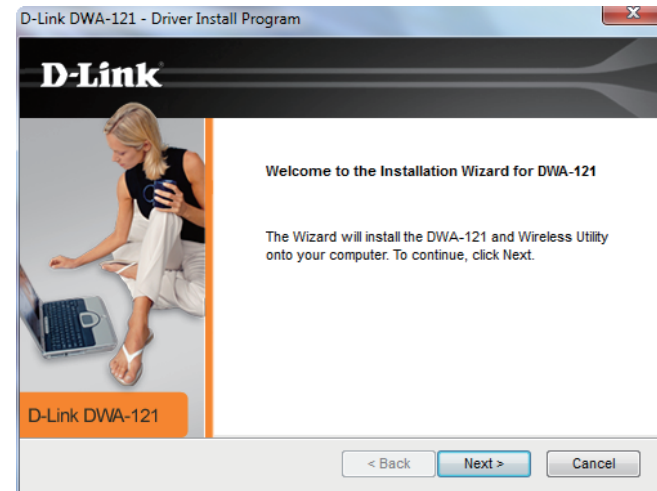 D-Link DWA-121 - Driver Install Program
D-Link
Welcome to the Installation Wizard for DWA-121
The Wizard will install the DWA-121 and Wireless Utility
onto your computer. To continue, click Next.
D-Link DWA-121
< Back
Next >
Cancel